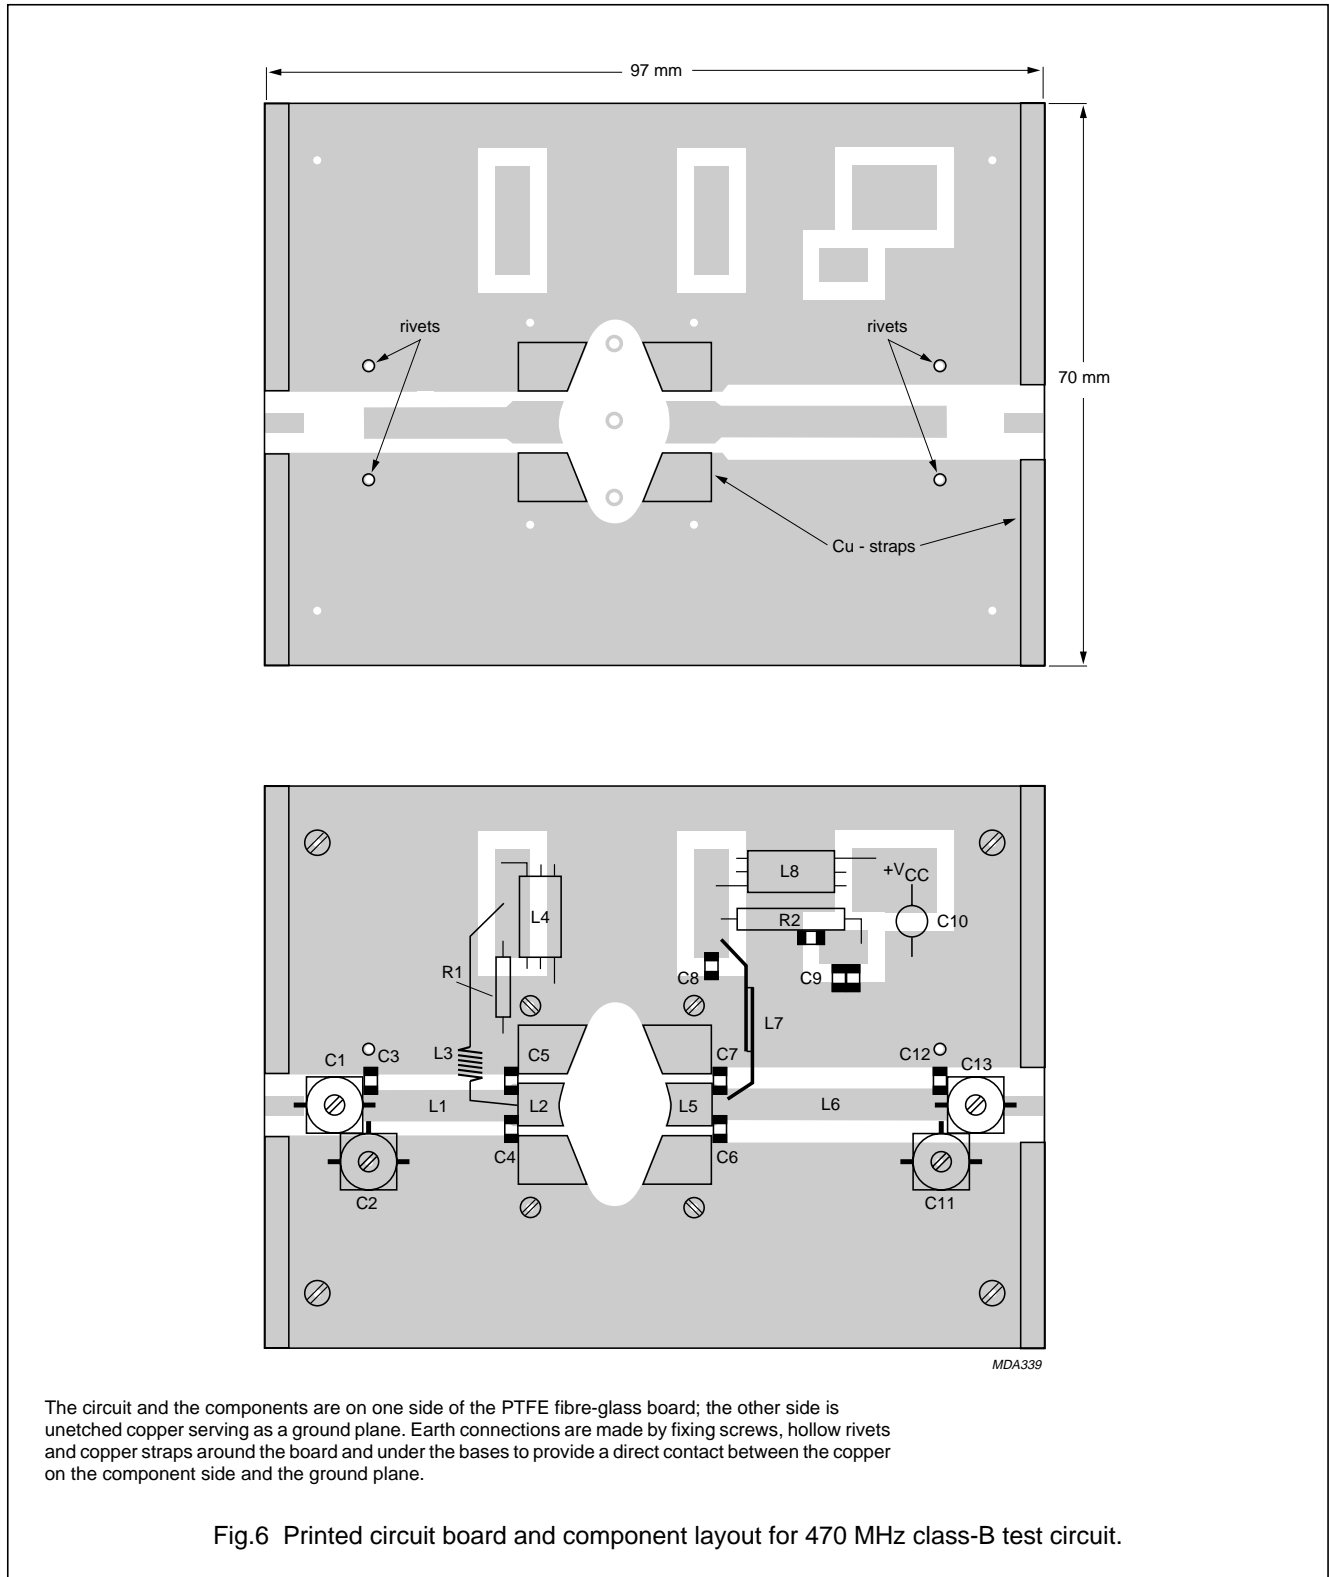 97 mm
rivets
rivets
70 mm
Cu - straps
L8
+VCC
L4
R2
C10
R1
C8
C9
L7
L3
C5
C7
C12
C1
C3
C13
L1
L2
L5
L6
C4
C6
C2
C11
MDA339
The circuit and the components are on one side of the PTFE fibre-glass board; the other side is
unetched copper serving as a ground plane. Earth connections are made by fixing screws, hollow rivets
and copper straps around the board and under the bases to provide a direct contact between the copper
on the component side and the ground plane.
Fig.6 Printed circuit board and component layout for 470 MHz class-B test circuit.